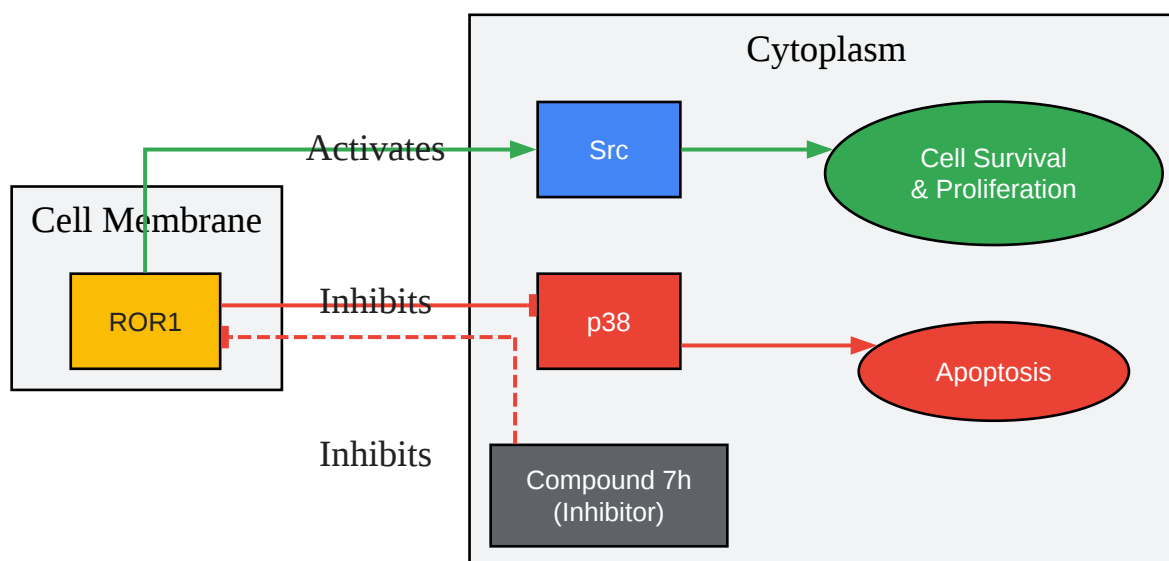 Cytoplasm
Activates
Src
Cell Survival
& Proliferation
Cell Membrane
ROR1
Inhibits
p38
Apoptosis
Inhibits
Compound 7h
(Inhibitor)